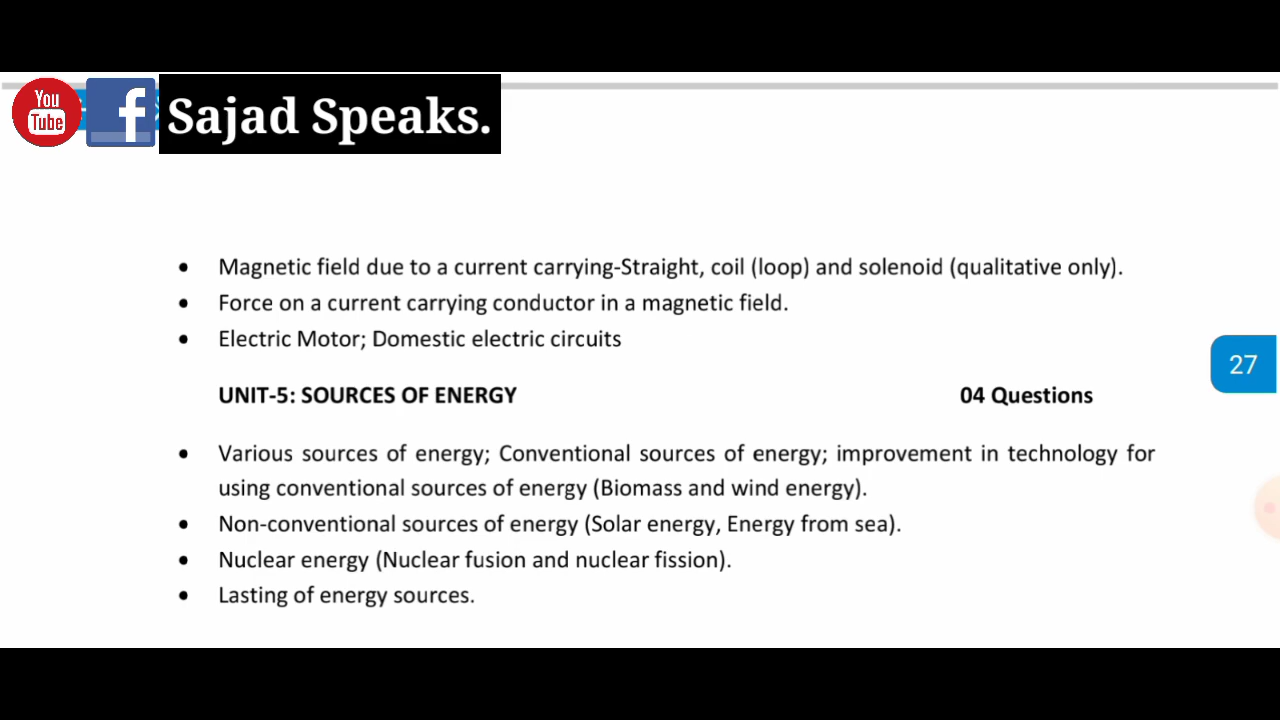 You
Tube
f
Sajad Speaks.
• Magnetic field due to a current carrying-Straight, coil (loop) and solenoid (qualitative only).
• Force on a current carrying conductor in a magnetic field.
• Electric Motor; Domestic electric circuits
27
UNIT-5: SOURCES OF ENERGY 04 Questions
• Various sources of energy; Conventional sources of energy; improvement in technology for
using conventional sources of energy (Biomass and wind energy).
• Non-conventional sources of energy (Solar energy, Energy from sea).
• Nuclear energy (Nuclear fusion and nuclear fission).
• Lasting of energy sources.